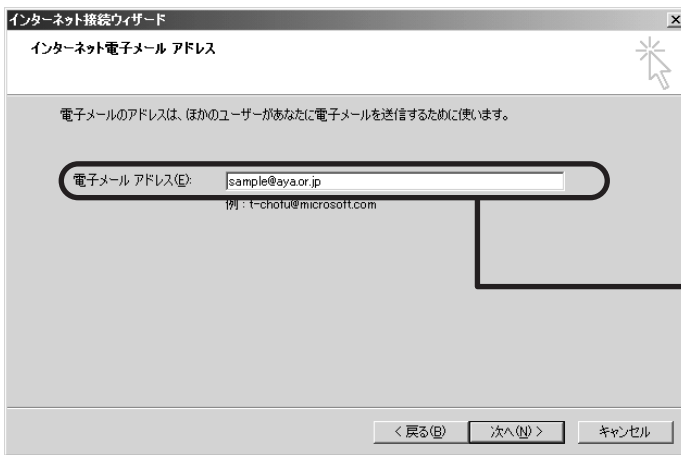 インターネット接続ウィザード
インターネット電子メール アドレス
電子メールのアドレスは、ほかのユーザーがあなたに電子メールを送信するために使います。
電子メール アドレス(E): sample@aya.or.jp
例 : t-chofu@microsoft.com
< 戻る(B) 次へ(N) > キャンセル